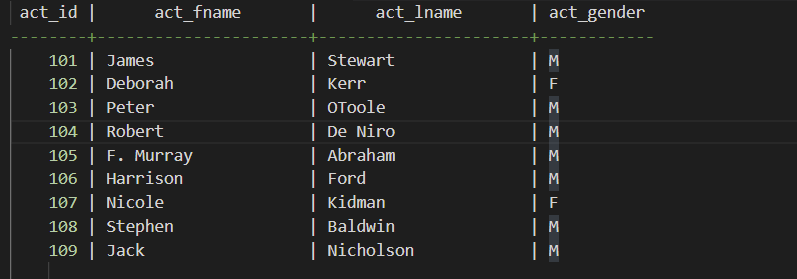 act_id |      act_fname       |      act_lname       | act_gender
--------+----------------------+----------------------+------------
    101 | James                | Stewart              | M
    102 | Deborah              | Kerr                 | F
    103 | Peter                | OToole               | M
    104 | Robert               | De Niro              | M
    105 | F. Murray            | Abraham              | M
    106 | Harrison             | Ford                 | M
    107 | Nicole               | Kidman               | F
    108 | Stephen              | Baldwin              | M
    109 | Jack                 | Nicholson            | M